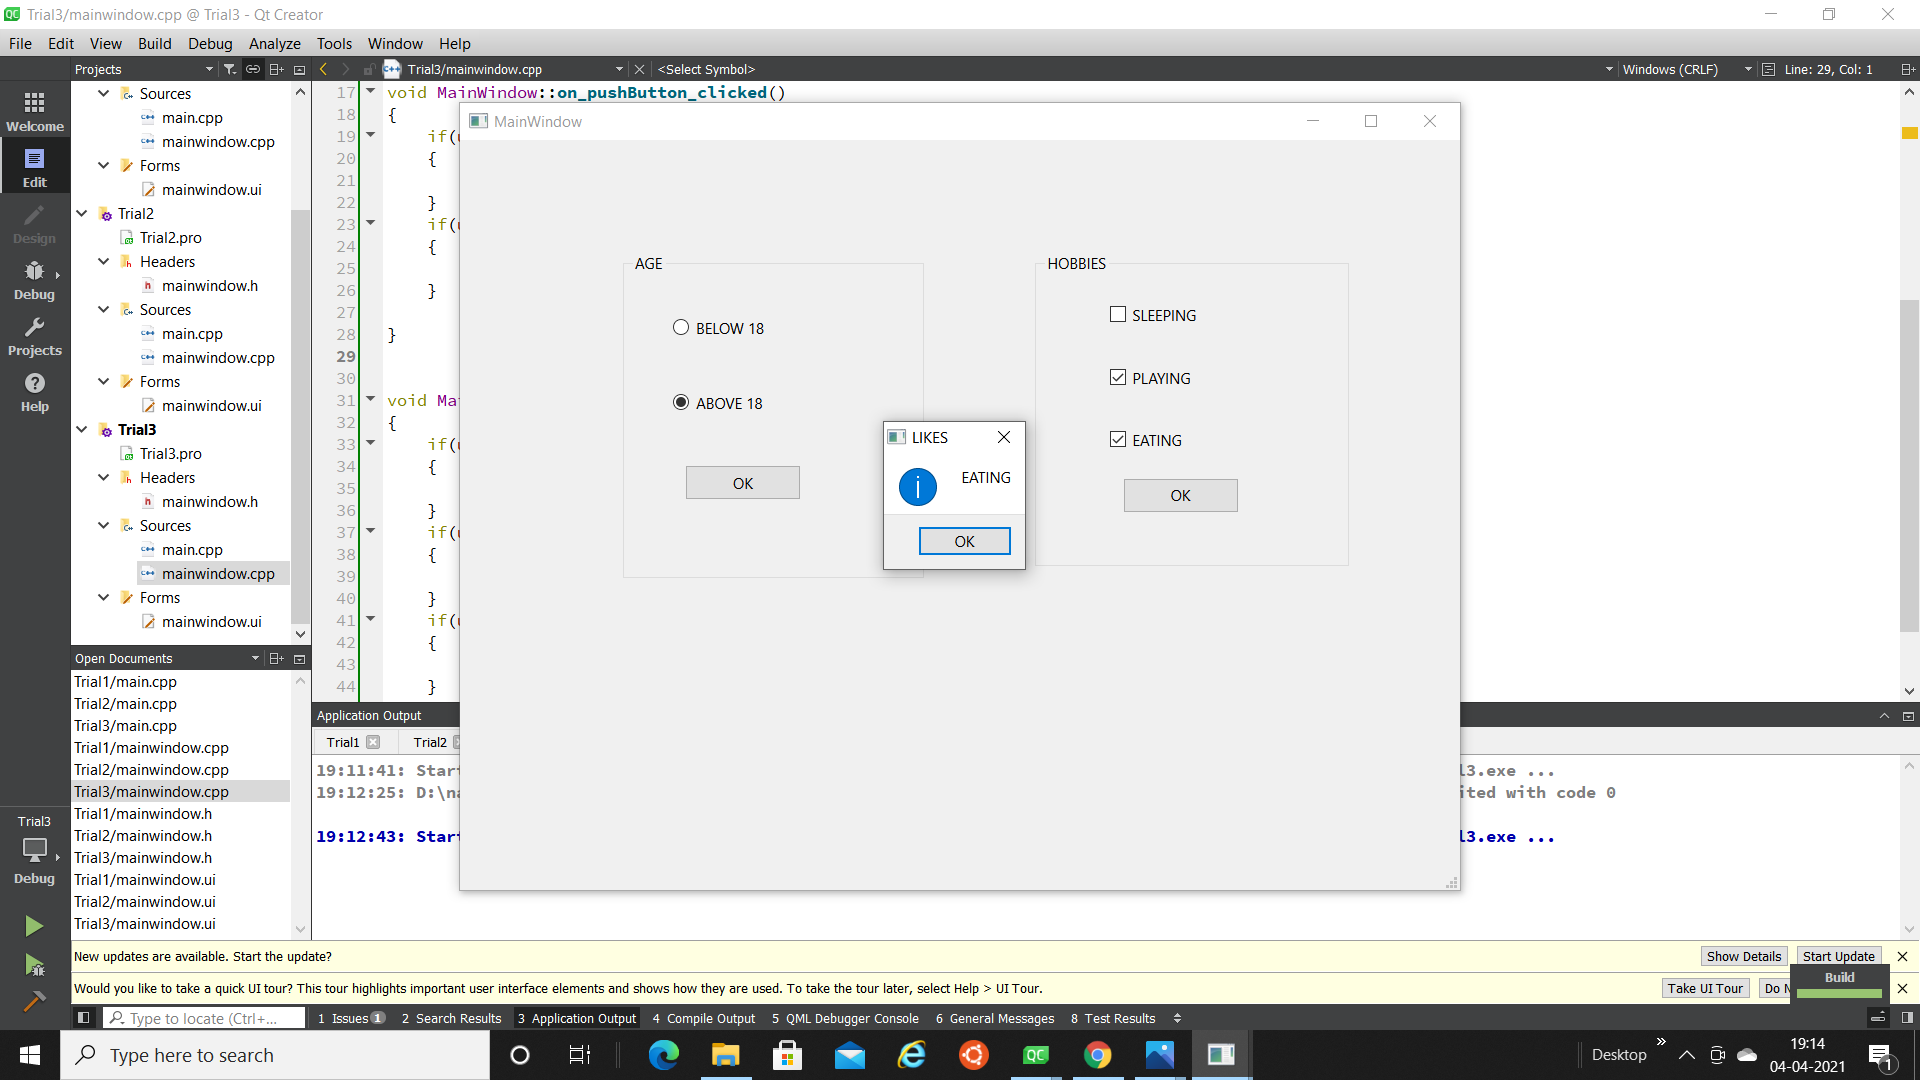 Trial3/mainwindow.cpp @ Trial3 - Qt Creator
File Edit View Build Debug Analyze Tools Window Help
Projects
Trial3/mainwindow.cpp
<Select Symbol>
Windows (CRLF)
Line: 29, Col: 1
Welcome
Edit
Design
Debug
Projects
Help
Sources
main.cpp
mainwindow.cpp
Forms
mainwindow.ui
Trial2
Trial2.pro
Headers
mainwindow.h
Sources
main.cpp
mainwindow.cpp
Forms
mainwindow.ui
Trial3
Trial3.pro
Headers
mainwindow.h
Sources
main.cpp
mainwindow.cpp
Forms
mainwindow.ui
17 void MainWindow::on_pushButton_clicked()
18 {
19 if(
20 {
21
22 }
23 if(
24 {
25
26 }
27
28 }
29
30
31 void Mai
32 {
33 if(
34 {
35
36 }
37 if(
38 {
39
40 }
41 if(
42 {
43
44 }
MainWindow
AGE
BELOW 18
ABOVE 18
OK
HOBBIES
SLEEPING
PLAYING
EATING
OK
LIKES
EATING
OK
Open Documents
Trial1/main.cpp
Trial2/main.cpp
Trial3/main.cpp
Trial1/mainwindow.cpp
Trial2/mainwindow.cpp
Trial3/mainwindow.cpp
Trial1/mainwindow.h
Trial2/mainwindow.h
Trial3/mainwindow.h
Trial1/mainwindow.ui
Trial2/mainwindow.ui
Trial3/mainwindow.ui
Trial3
Debug
Application Output
Trial1 Trial2
19:11:41: Start l3.exe ...
19:12:25: D:\na ited with code 0
19:12:43: Start l3.exe ...
New updates are available. Start the update?
Show Details Start Update
Would you like to take a quick UI tour? This tour highlights important user interface elements and shows how they are used. To take the tour later, select Help > UI Tour.
Take UI Tour Do N
Build
Type to locate (Ctrl+...
1 Issues 1 2 Search Results 3 Application Output 4 Compile Output 5 QML Debugger Console 6 General Messages 8 Test Results
Type here to search
Desktop
19:14
04-04-2021
1